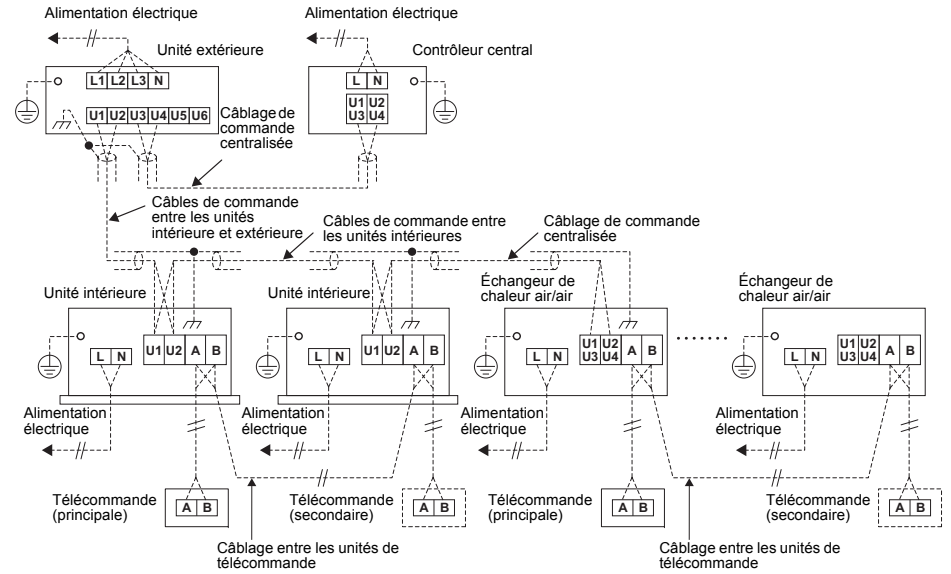 Alimentation électrique
Alimentation électrique
Unité extérieure
Contrôleur central
L1 L2 L3 N
L N
U1 U2 U3 U4 U5 U6
U1 U2
U3 U4
Câblage de
commande
centralisée
Câbles de commande
entre les unités
intérieure et extérieure
Câbles de commande entre
les unités intérieures
Câblage de commande
centralisée
Unité intérieure
Unité intérieure
Échangeur de
chaleur air/air
Échangeur de
chaleur air/air
L N
U1 U2 A B
L N
U1 U2 A B
L N
U1 U2
U3 U4
A B
L N
U1 U2
U3 U4
A B
Alimentation
électrique
Alimentation
électrique
Alimentation
électrique
Alimentation
électrique
Télécommande
(principale)
A B
Télécommande
(secondaire)
A B
Télécommande
(principale)
A B
Télécommande
(secondaire)
A B
Câblage entre les unités de
télécommande
Câblage entre les unités de
télécommande